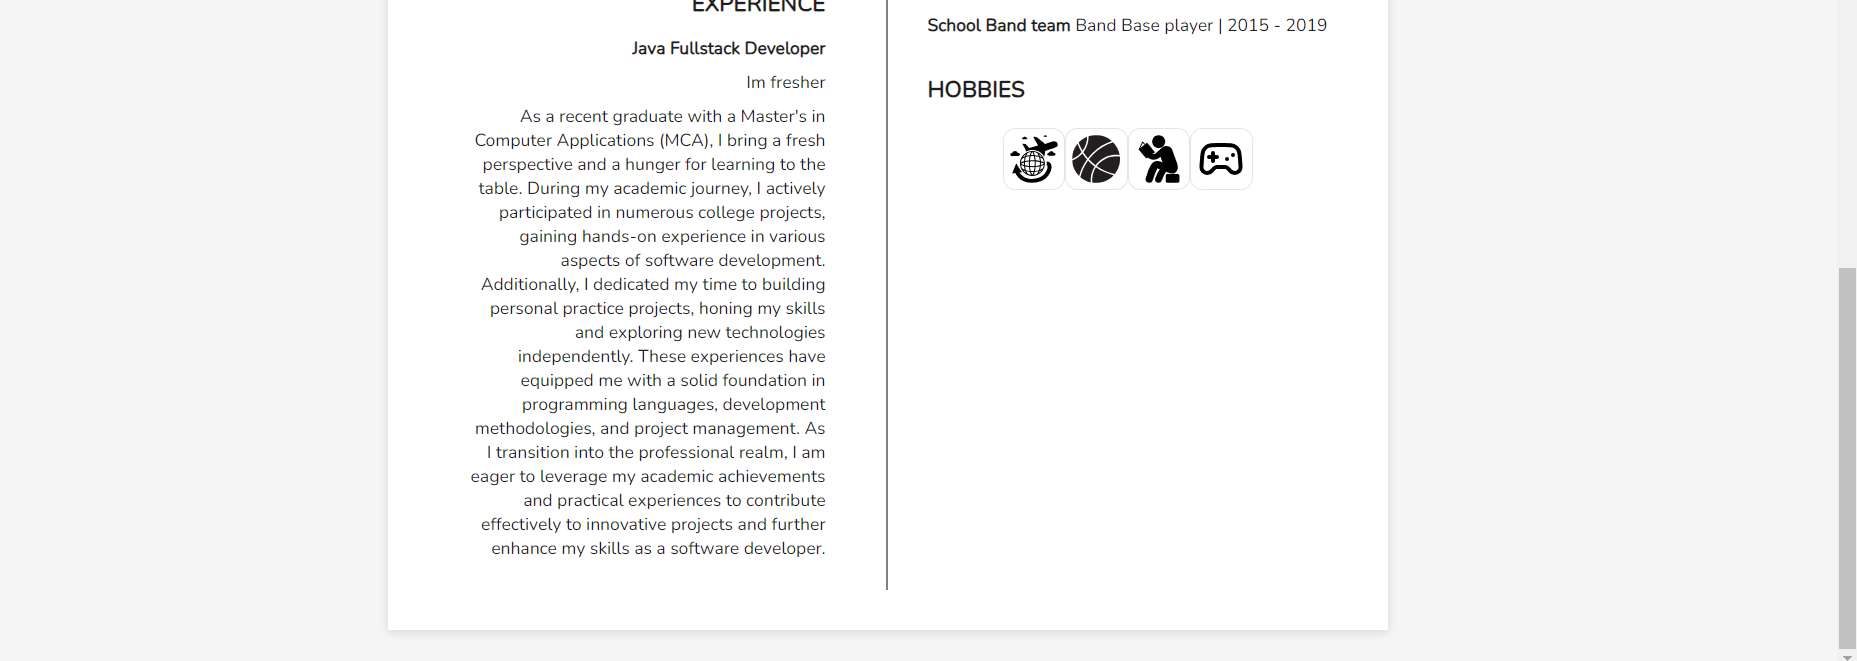 EXPERIENCE
Java Fullstack Developer
Im fresher
As a recent graduate with a Master's in
Computer Applications (MCA), I bring a fresh
perspective and a hunger for learning to the
table. During my academic journey, I actively
participated in numerous college projects,
gaining hands-on experience in various
aspects of software development.
Additionally, I dedicated my time to building
personal practice projects, honing my skills
and exploring new technologies
independently. These experiences have
equipped me with a solid foundation in
programming languages, development
methodologies, and project management. As
I transition into the professional realm, I am
eager to leverage my academic achievements
and practical experiences to contribute
effectively to innovative projects and further
enhance my skills as a software developer.
School Band team Band Base player | 2015 - 2019
HOBBIES